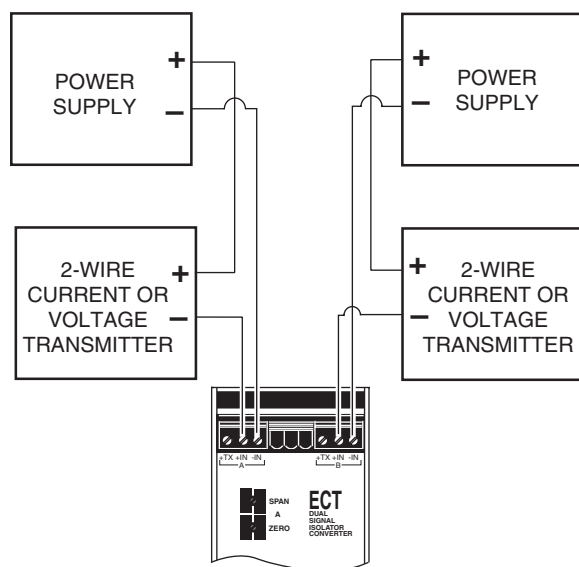 POWER
SUPPLY
+
−
POWER
SUPPLY
+
−
2-WIRE
CURRENT OR
VOLTAGE
TRANSMITTER
+
−
2-WIRE
CURRENT OR
VOLTAGE
TRANSMITTER
+
−
+TX +IN -IN
A
+TX +IN -IN
B
SPAN
A
ZERO
ECT
DUAL
SIGNAL
ISOLATOR
CONVERTER